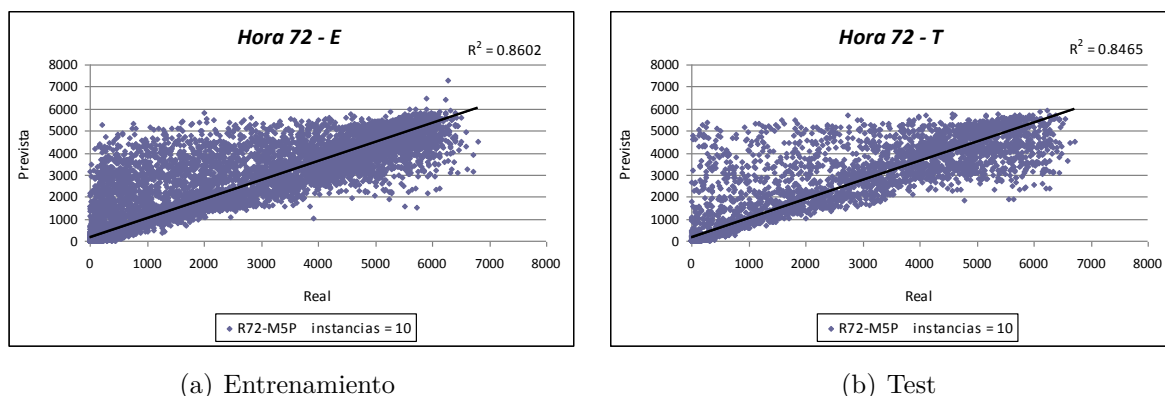 Hora 72 - E
R² = 0.8602
8000
7000
6000
5000
4000
3000
2000
1000
0
Prevista
0 1000 2000 3000 4000 5000 6000 7000 8000
Real
R72-M5P instancias = 10
(a) Entrenamiento
Hora 72 - T
R² = 0.8465
8000
7000
6000
5000
4000
3000
2000
1000
0
Prevista
0 1000 2000 3000 4000 5000 6000 7000 8000
Real
R72-M5P instancias = 10
(b) Test